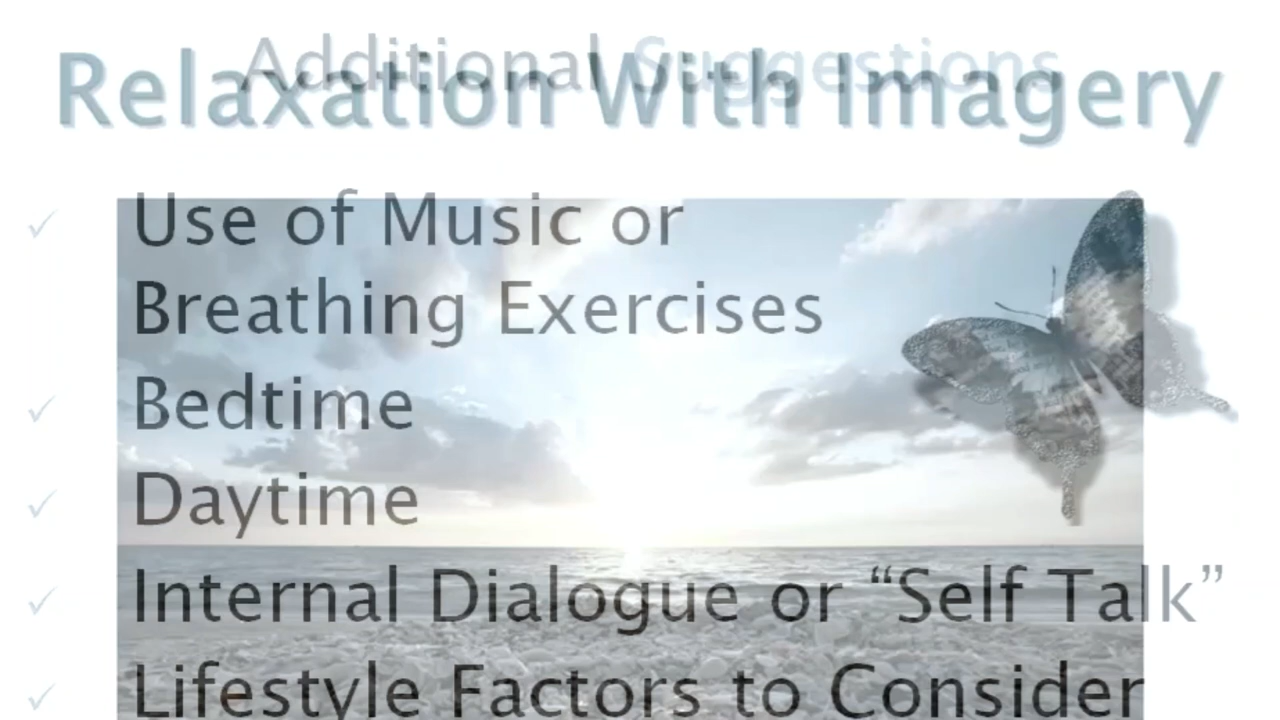 Additional Suggestions
Relaxation With Imagery
Use of Music or
Breathing Exercises
Bedtime
Daytime
Internal Dialogue or “Self Talk”
Lifestyle Factors to Consider